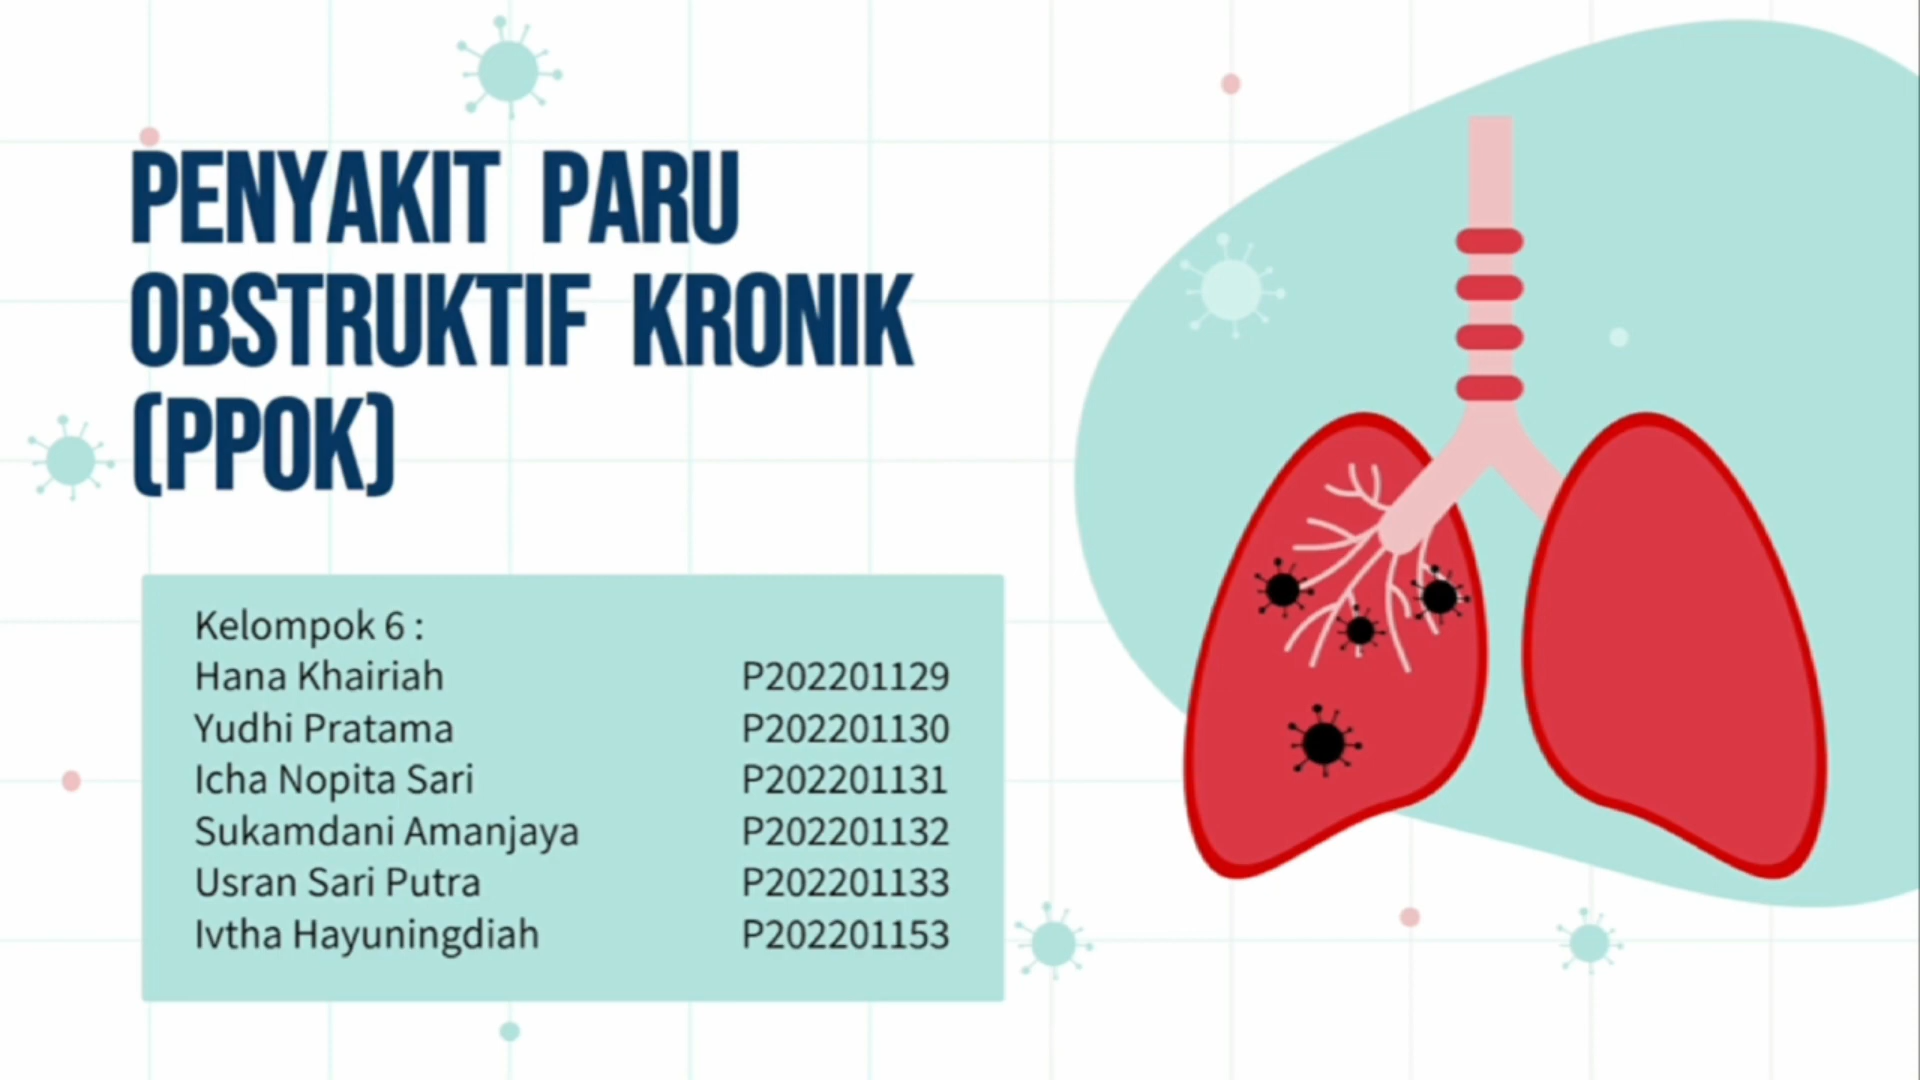 PENYAKIT PARU
OBSTRUKTIF KRONIK
(PPOK)
Kelompok 6 :
Hana Khairiah P202201129
Yudhi Pratama P202201130
Icha Nopita Sari P202201131
Sukamdani Amanjaya P202201132
Usran Sari Putra P202201133
Ivtha Hayuningdiah P202201153